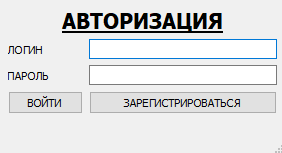 АВТОРИЗАЦИЯ
ЛОГИН
ПАРОЛЬ
ВОЙТИ ЗАРЕГИСТРИРОВАТЬСЯ